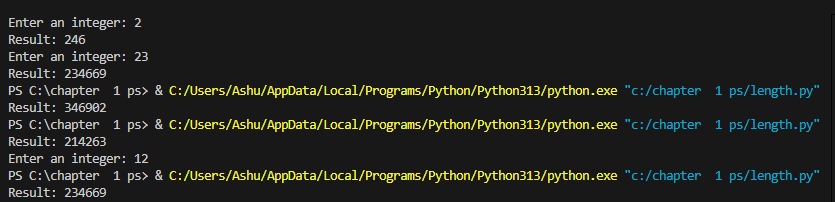 Enter an integer: 2
Result: 246
Enter an integer: 23
Result: 234669
PS C:\chapter  1 ps> & C:/Users/Ashu/AppData/Local/Programs/Python/Python313/python.exe "c:/chapter  1 ps/length.py"
Result: 346902
PS C:\chapter  1 ps> & C:/Users/Ashu/AppData/Local/Programs/Python/Python313/python.exe "c:/chapter  1 ps/length.py"
Result: 214263
Enter an integer: 12
PS C:\chapter  1 ps> & C:/Users/Ashu/AppData/Local/Programs/Python/Python313/python.exe "c:/chapter  1 ps/length.py"
Result: 234669